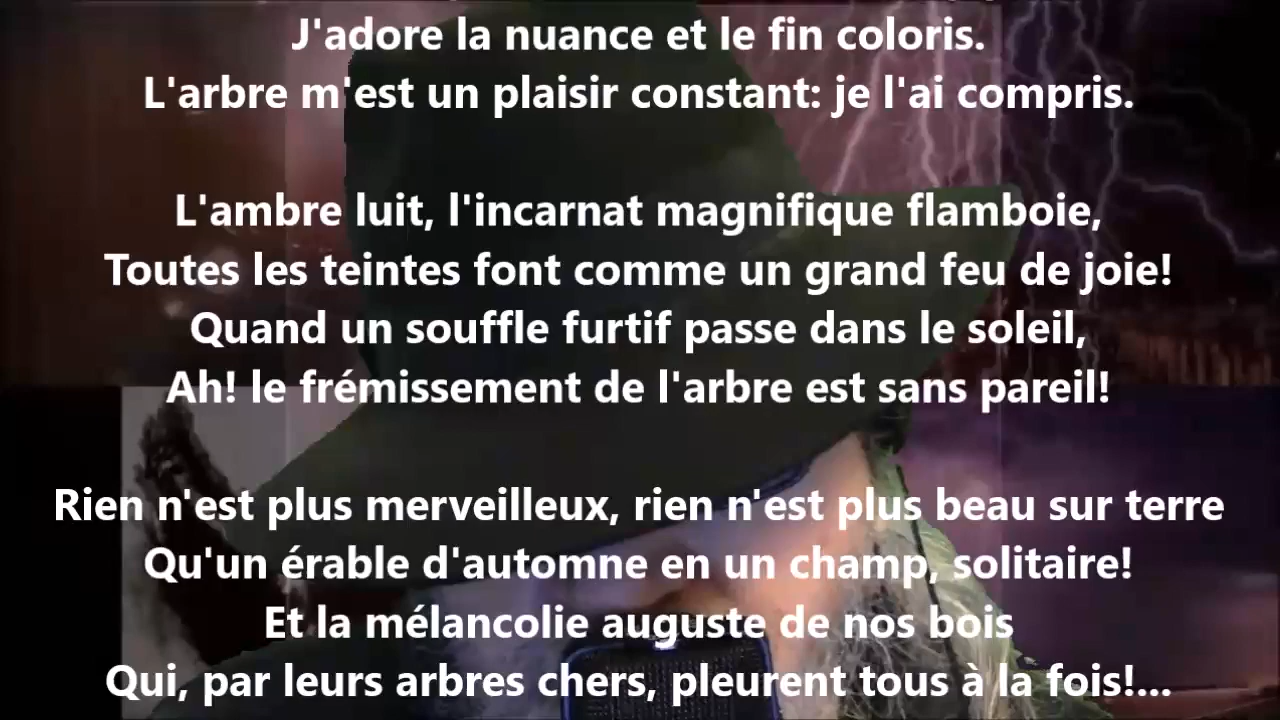 J'adore la nuance et le fin coloris.
L'arbre m'est un plaisir constant: je l'ai compris.
L'ambre luit, l'incarnat magnifique flamboie,
Toutes les teintes font comme un grand feu de joie!
Quand un souffle furtif passe dans le soleil,
Ah! le frémissement de l'arbre est sans pareil!
Rien n'est plus merveilleux, rien n'est plus beau sur terre
Qu'un érable d'automne en un champ, solitaire!
Et la mélancolie auguste de nos bois
Qui, par leurs arbres chers, pleurent tous à la fois!...